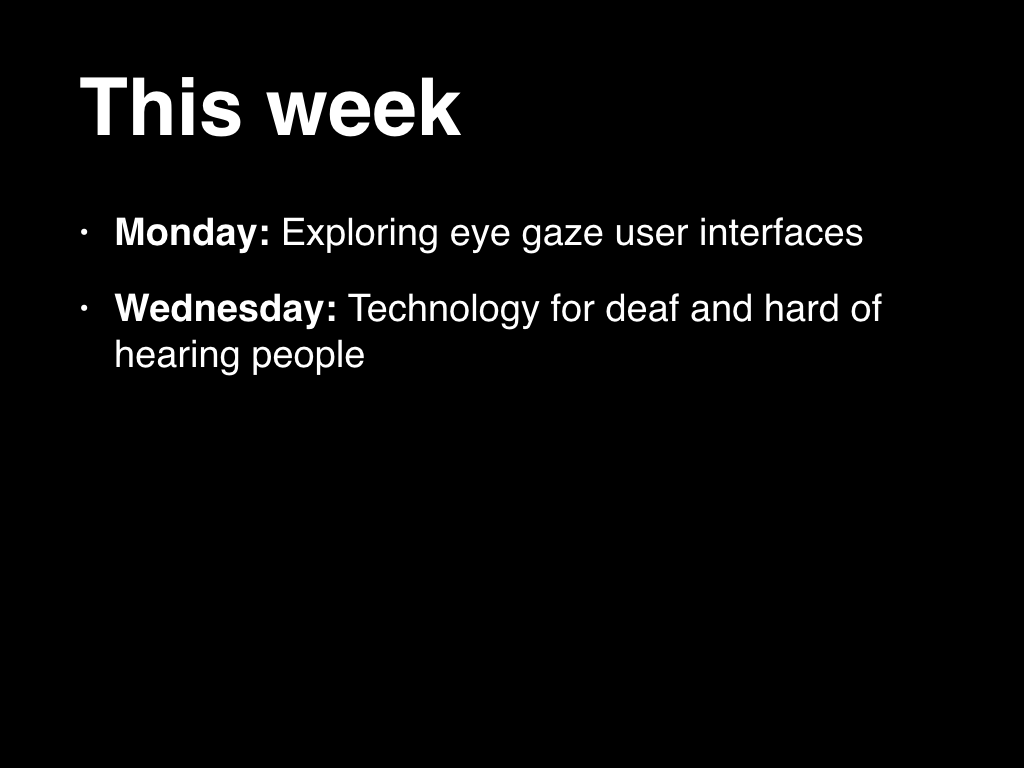 This week
• Monday: Exploring eye gaze user interfaces
• Wednesday: Technology for deaf and hard of
hearing people